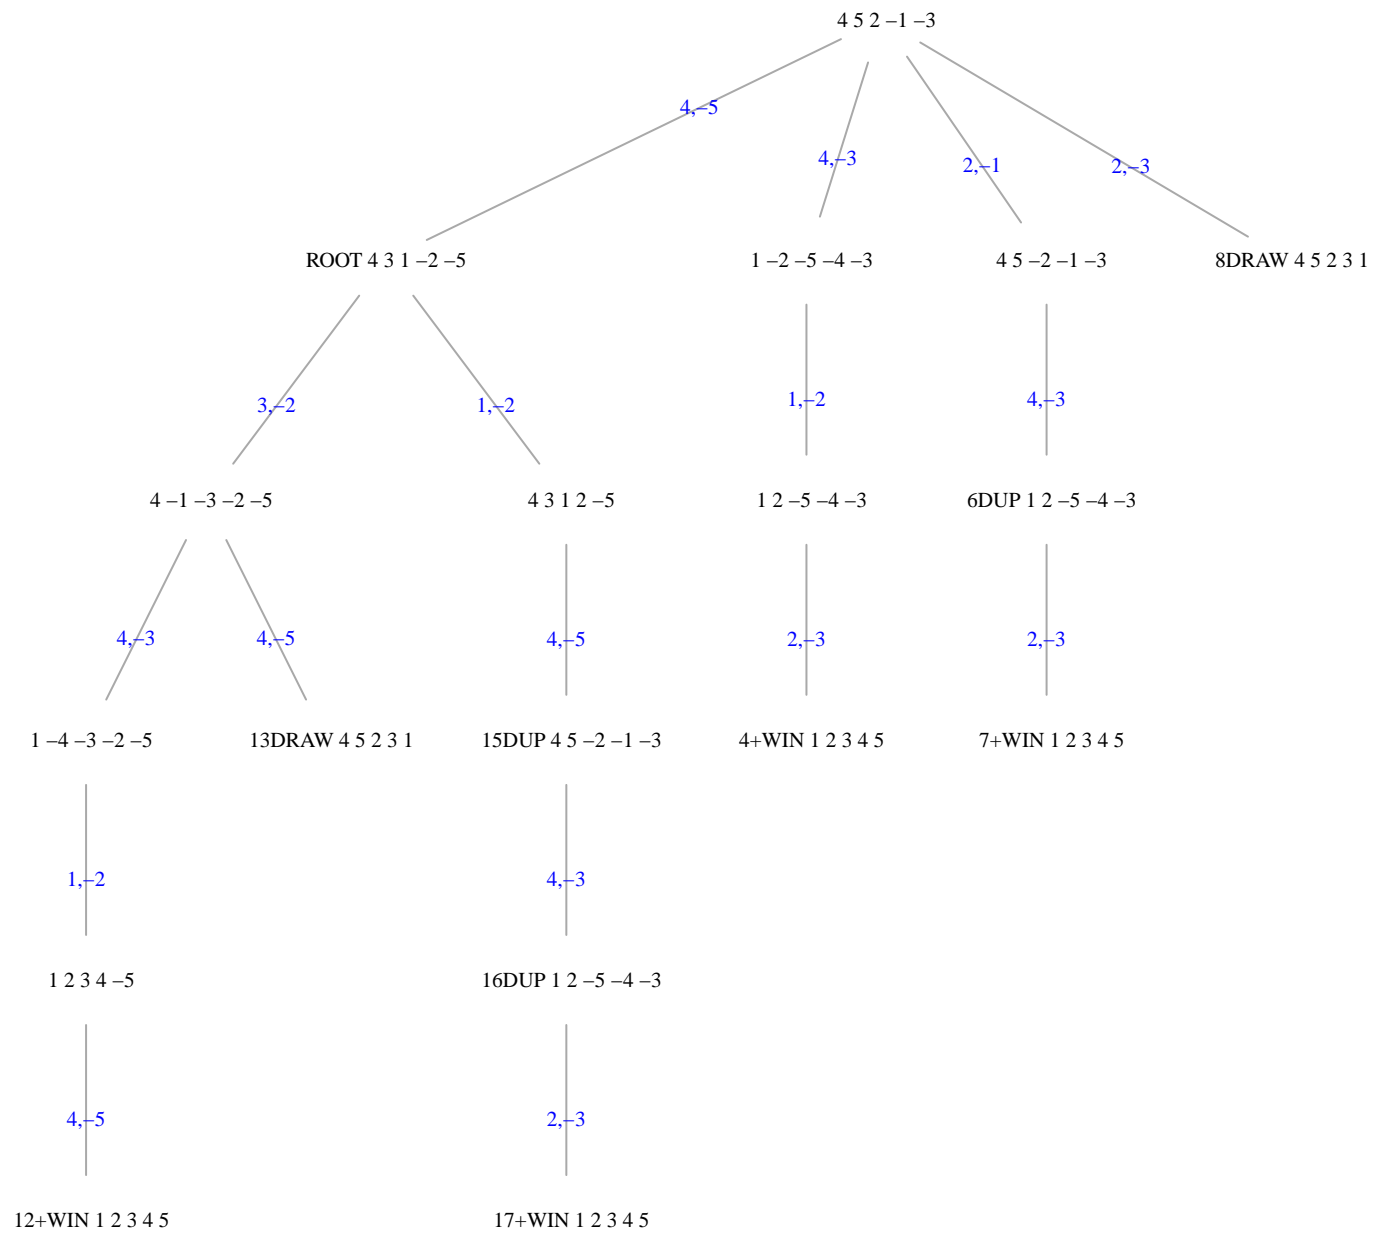 4 5 2 –1 –3
4,–5
4,–3
2,–1
2,–3
ROOT 4 3 1 –2 –5
1 –2 –5 –4 –3
4 5 –2 –1 –3
8DRAW 4 5 2 3 1
3,–2
1,–2
1,–2
4,–3
4 –1 –3 –2 –5
4 3 1 2 –5
1 2 –5 –4 –3
6DUP 1 2 –5 –4 –3
4,–3
4,–5
4,–5
2,–3
2,–3
1 –4 –3 –2 –5
13DRAW 4 5 2 3 1
15DUP 4 5 –2 –1 –3
4+WIN 1 2 3 4 5
7+WIN 1 2 3 4 5
1,–2
4,–3
1 2 3 4 –5
16DUP 1 2 –5 –4 –3
4,–5
2,–3
12+WIN 1 2 3 4 5
17+WIN 1 2 3 4 5